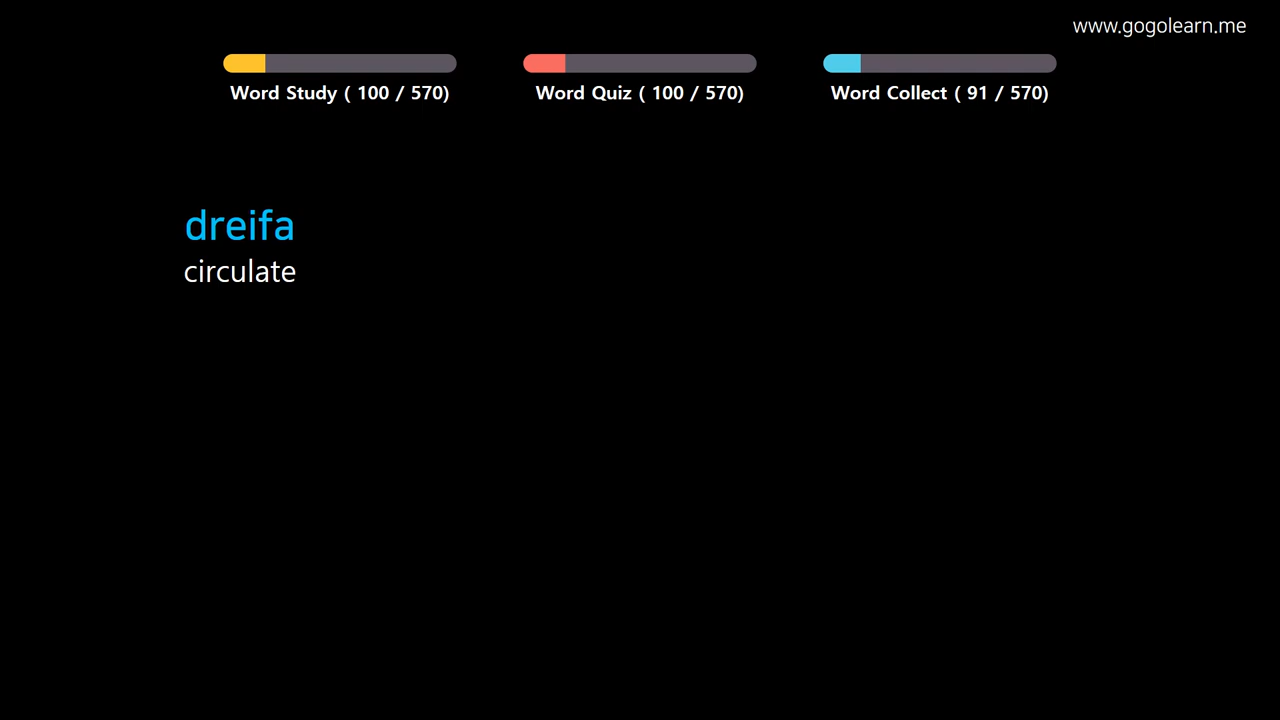 www.gogolearn.me
Word Study ( 100 / 570)
Word Quiz ( 100 / 570)
Word Collect ( 91 / 570)
dreifa
circulate